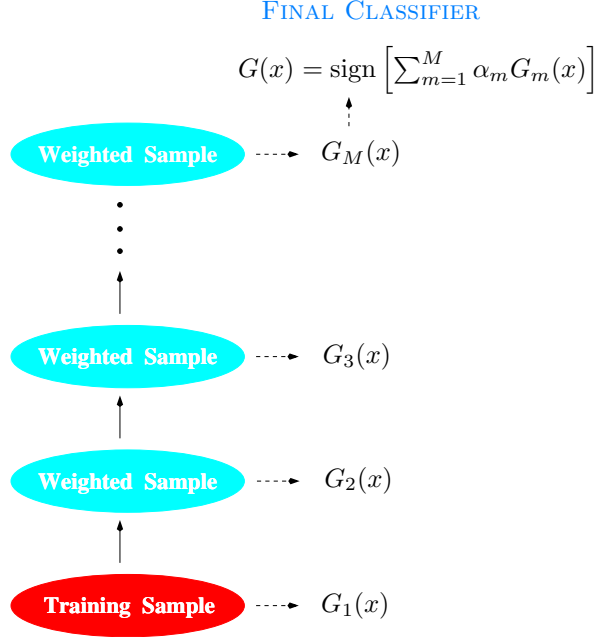 FINAL CLASSIFIER
G(x) = sign [∑_{m=1}^{M} α_m G_m(x)]
Weighted Sample
G_M(x)
Weighted Sample
G_3(x)
Weighted Sample
G_2(x)
Training Sample
G_1(x)